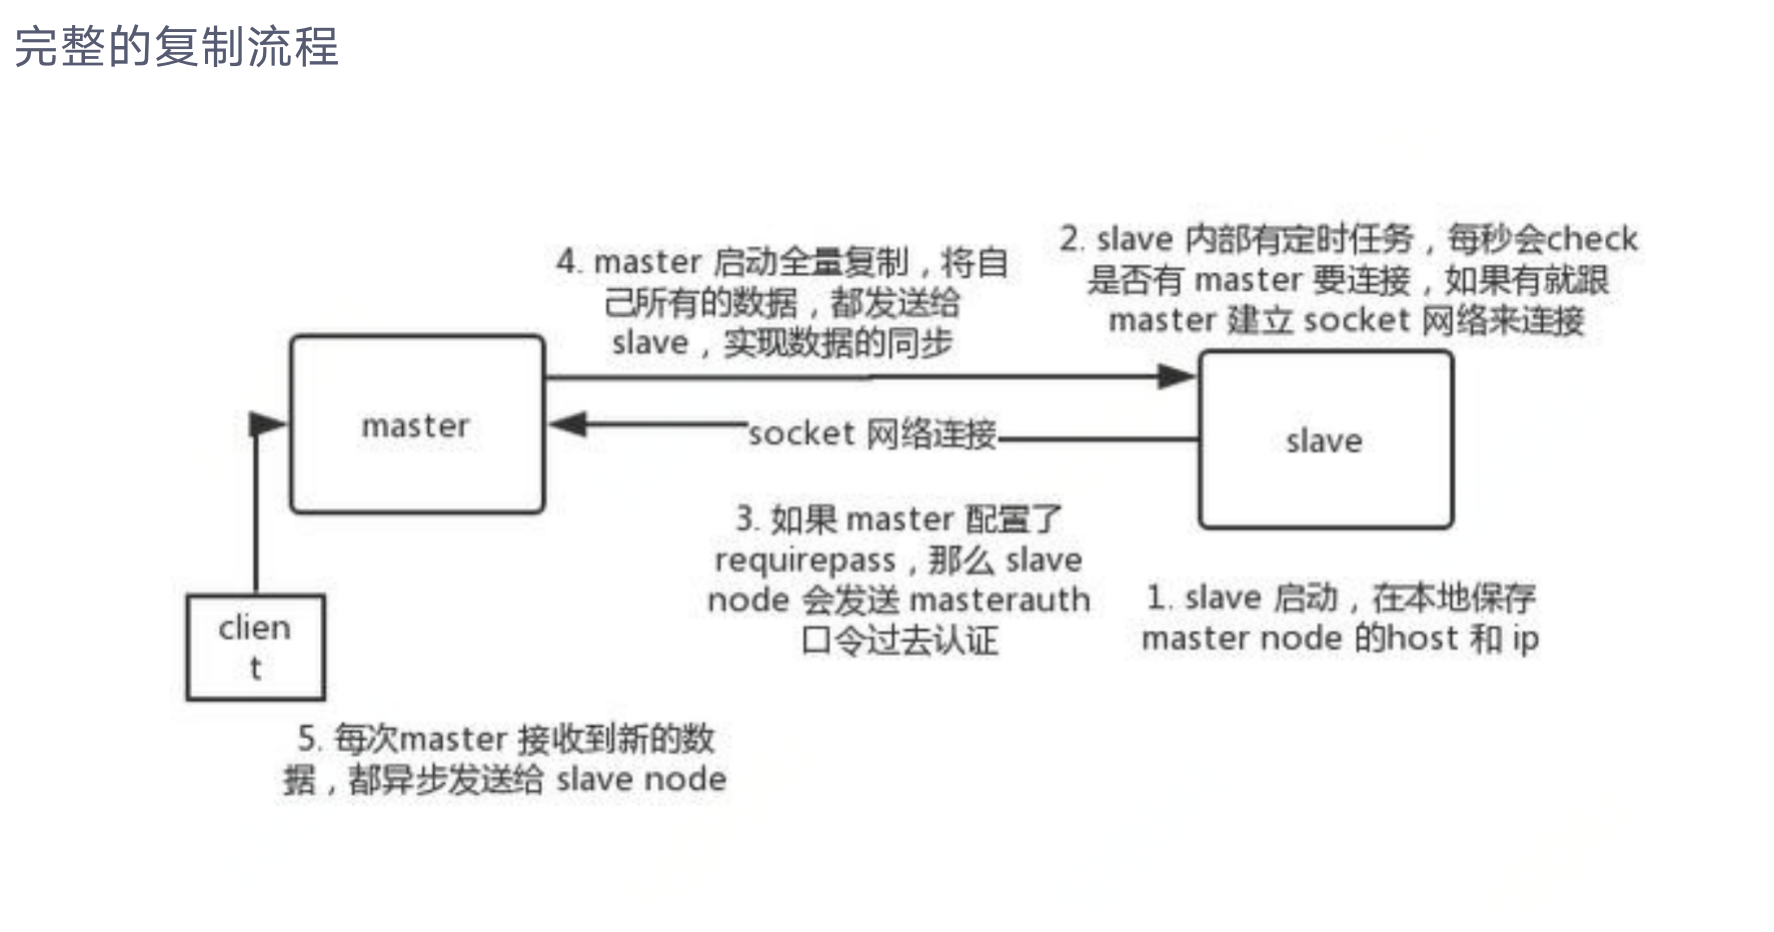 完整的复制流程
4. master 启动全量复制，将自
己所有的数据，都发送给
slave，实现数据的同步
2. slave 内部有定时任务，每秒会check
是否有 master 要连接，如果有就跟
master 建立 socket 网络来连接
master
socket 网络连接
slave
3. 如果 master 配置了
requirepass，那么 slave
node 会发送 masterauth
口令过去认证
1. slave 启动，在本地保存
master node 的host 和 ip
clien
t
5. 每次master 接收到新的数
据，都异步发送给 slave node